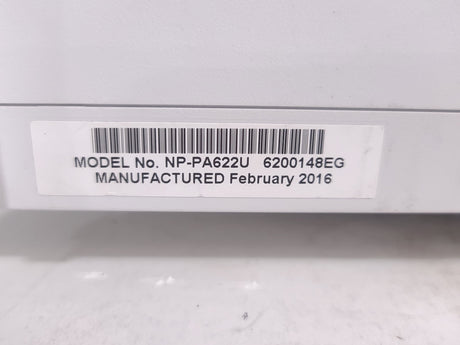 MODEL No. NP-PA622U 6200148EG
MANUFACTURED February 2016